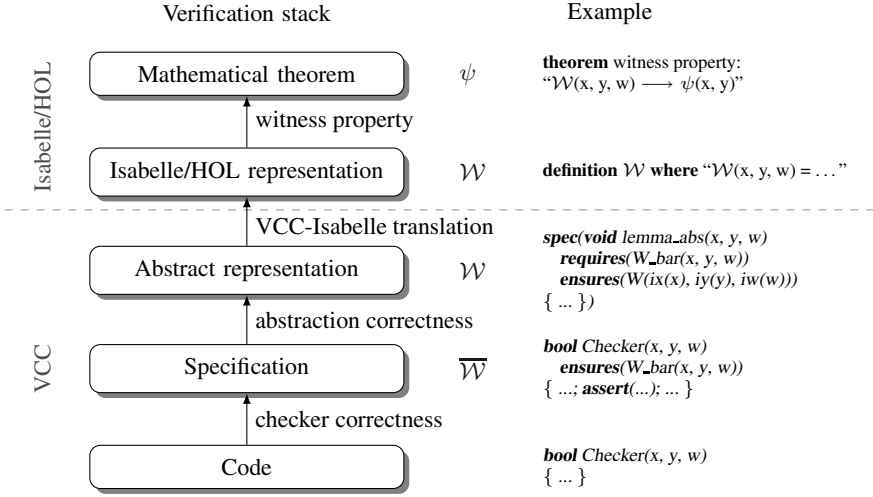 Verification stack
Example
Isabelle/HOL
Mathematical theorem
ψ
theorem witness property:
“𝒲(x, y, w) ⟶ ψ(x, y)”
witness property
Isabelle/HOL representation
𝒲
definition 𝒲 where “𝒲(x, y, w) = ...”
VCC-Isabelle translation
VCC
Abstract representation
𝒲
spec(void lemma_abs(x, y, w)
requires(W_bar(x, y, w))
ensures(W(ix(x), iy(y), iw(w)))
{ ... })
abstraction correctness
Specification
𝒲̅
bool Checker(x, y, w)
ensures(W_bar(x, y, w))
{ ...; assert(...); ... }
checker correctness
Code
bool Checker(x, y, w)
{ ... }